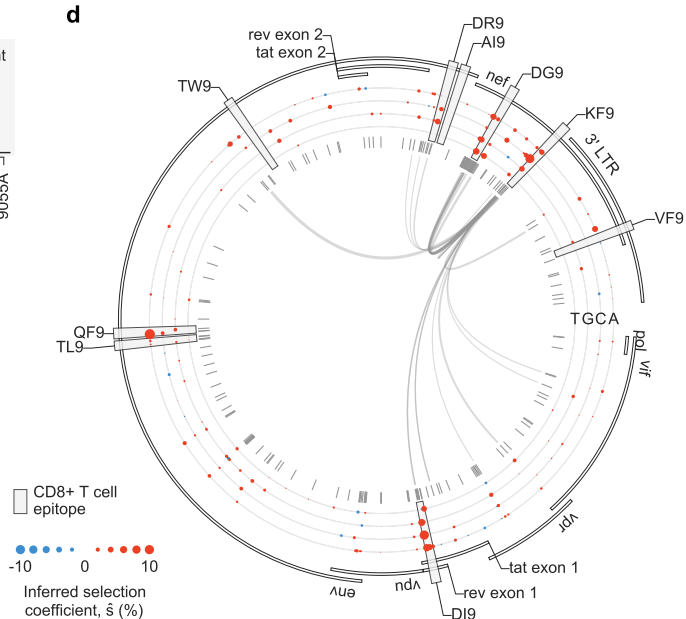 d
nt
9055A
rev exon 2
tat exon 2
DR9
AI9
nef
DG9
TW9
KF9
3' LTR
VF9
TGCA
QF9
TL9
pol
vif
vpr
tat exon 1
rev exon 1
DI9
vpu
env
CD8+ T cell
epitope
-10 0 10
Inferred selection
coefficient, ŝ (%)